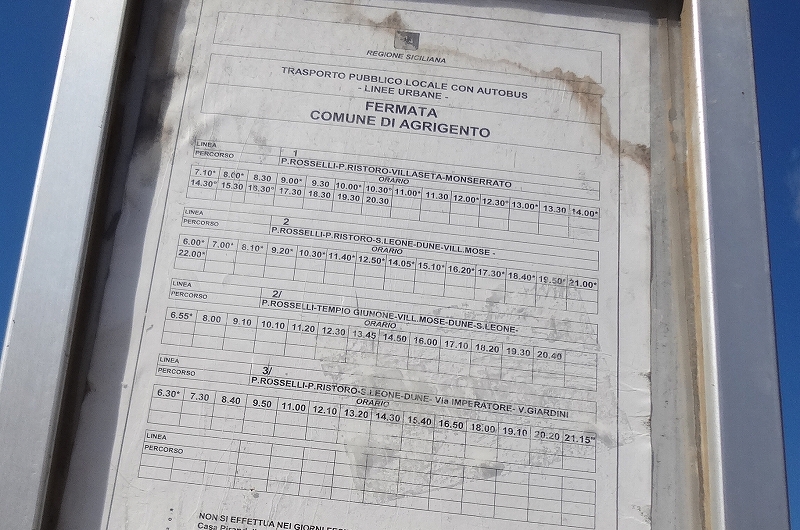 REGIONE SICILIANA
TRASPORTO PUBBLICO LOCALE CON AUTOBUS
- LINEE URBANE -
FERMATA
COMUNE DI AGRIGENTO
LINEA 1
PERCORSO P.ROSSELLI-P.RISTORO-VILLASETA-MONSERRATO
ORARIO
7.10* 8.00* 8.30 9.00* 9.30 10.00* 10.30* 11.00* 11.30 12.00* 12.30* 13.00* 13.30 14.00*
14.30* 15.30 16.30* 17.30 18.30 19.30 20.30
LINEA 2
PERCORSO P.ROSSELLI-P.RISTORO-S.LEONE-DUNE-VILL.MOSE -
ORARIO
6.00* 7.00* 8.10* 9.20* 10.30* 11.40* 12.50* 14.05* 15.10* 16.20* 17.30* 18.40* 19.50* 21.00*
22.00*
LINEA 2/
PERCORSO P.ROSSELLI-TEMPIO GIUNONE-VILL.MOSE-DUNE-S.LEONE-
ORARIO
6.55* 8.00 9.10 10.10 11.20 12.30 13.45 14.50 16.00 17.10 18.20 19.30 20.40
LINEA 3/
PERCORSO P.ROSSELLI-P.RISTORO-S.LEONE-DUNE- Via IMPERATORE- V.GIARDINI
ORARIO
6.30* 7.30 8.40 9.50 11.00 12.10 13.20 14.30 15.40 16.50 18.00 19.10 20.20 21.15**
LINEA
PERCORSO
NON SI EFFETUA NEI GIORNI
Casa